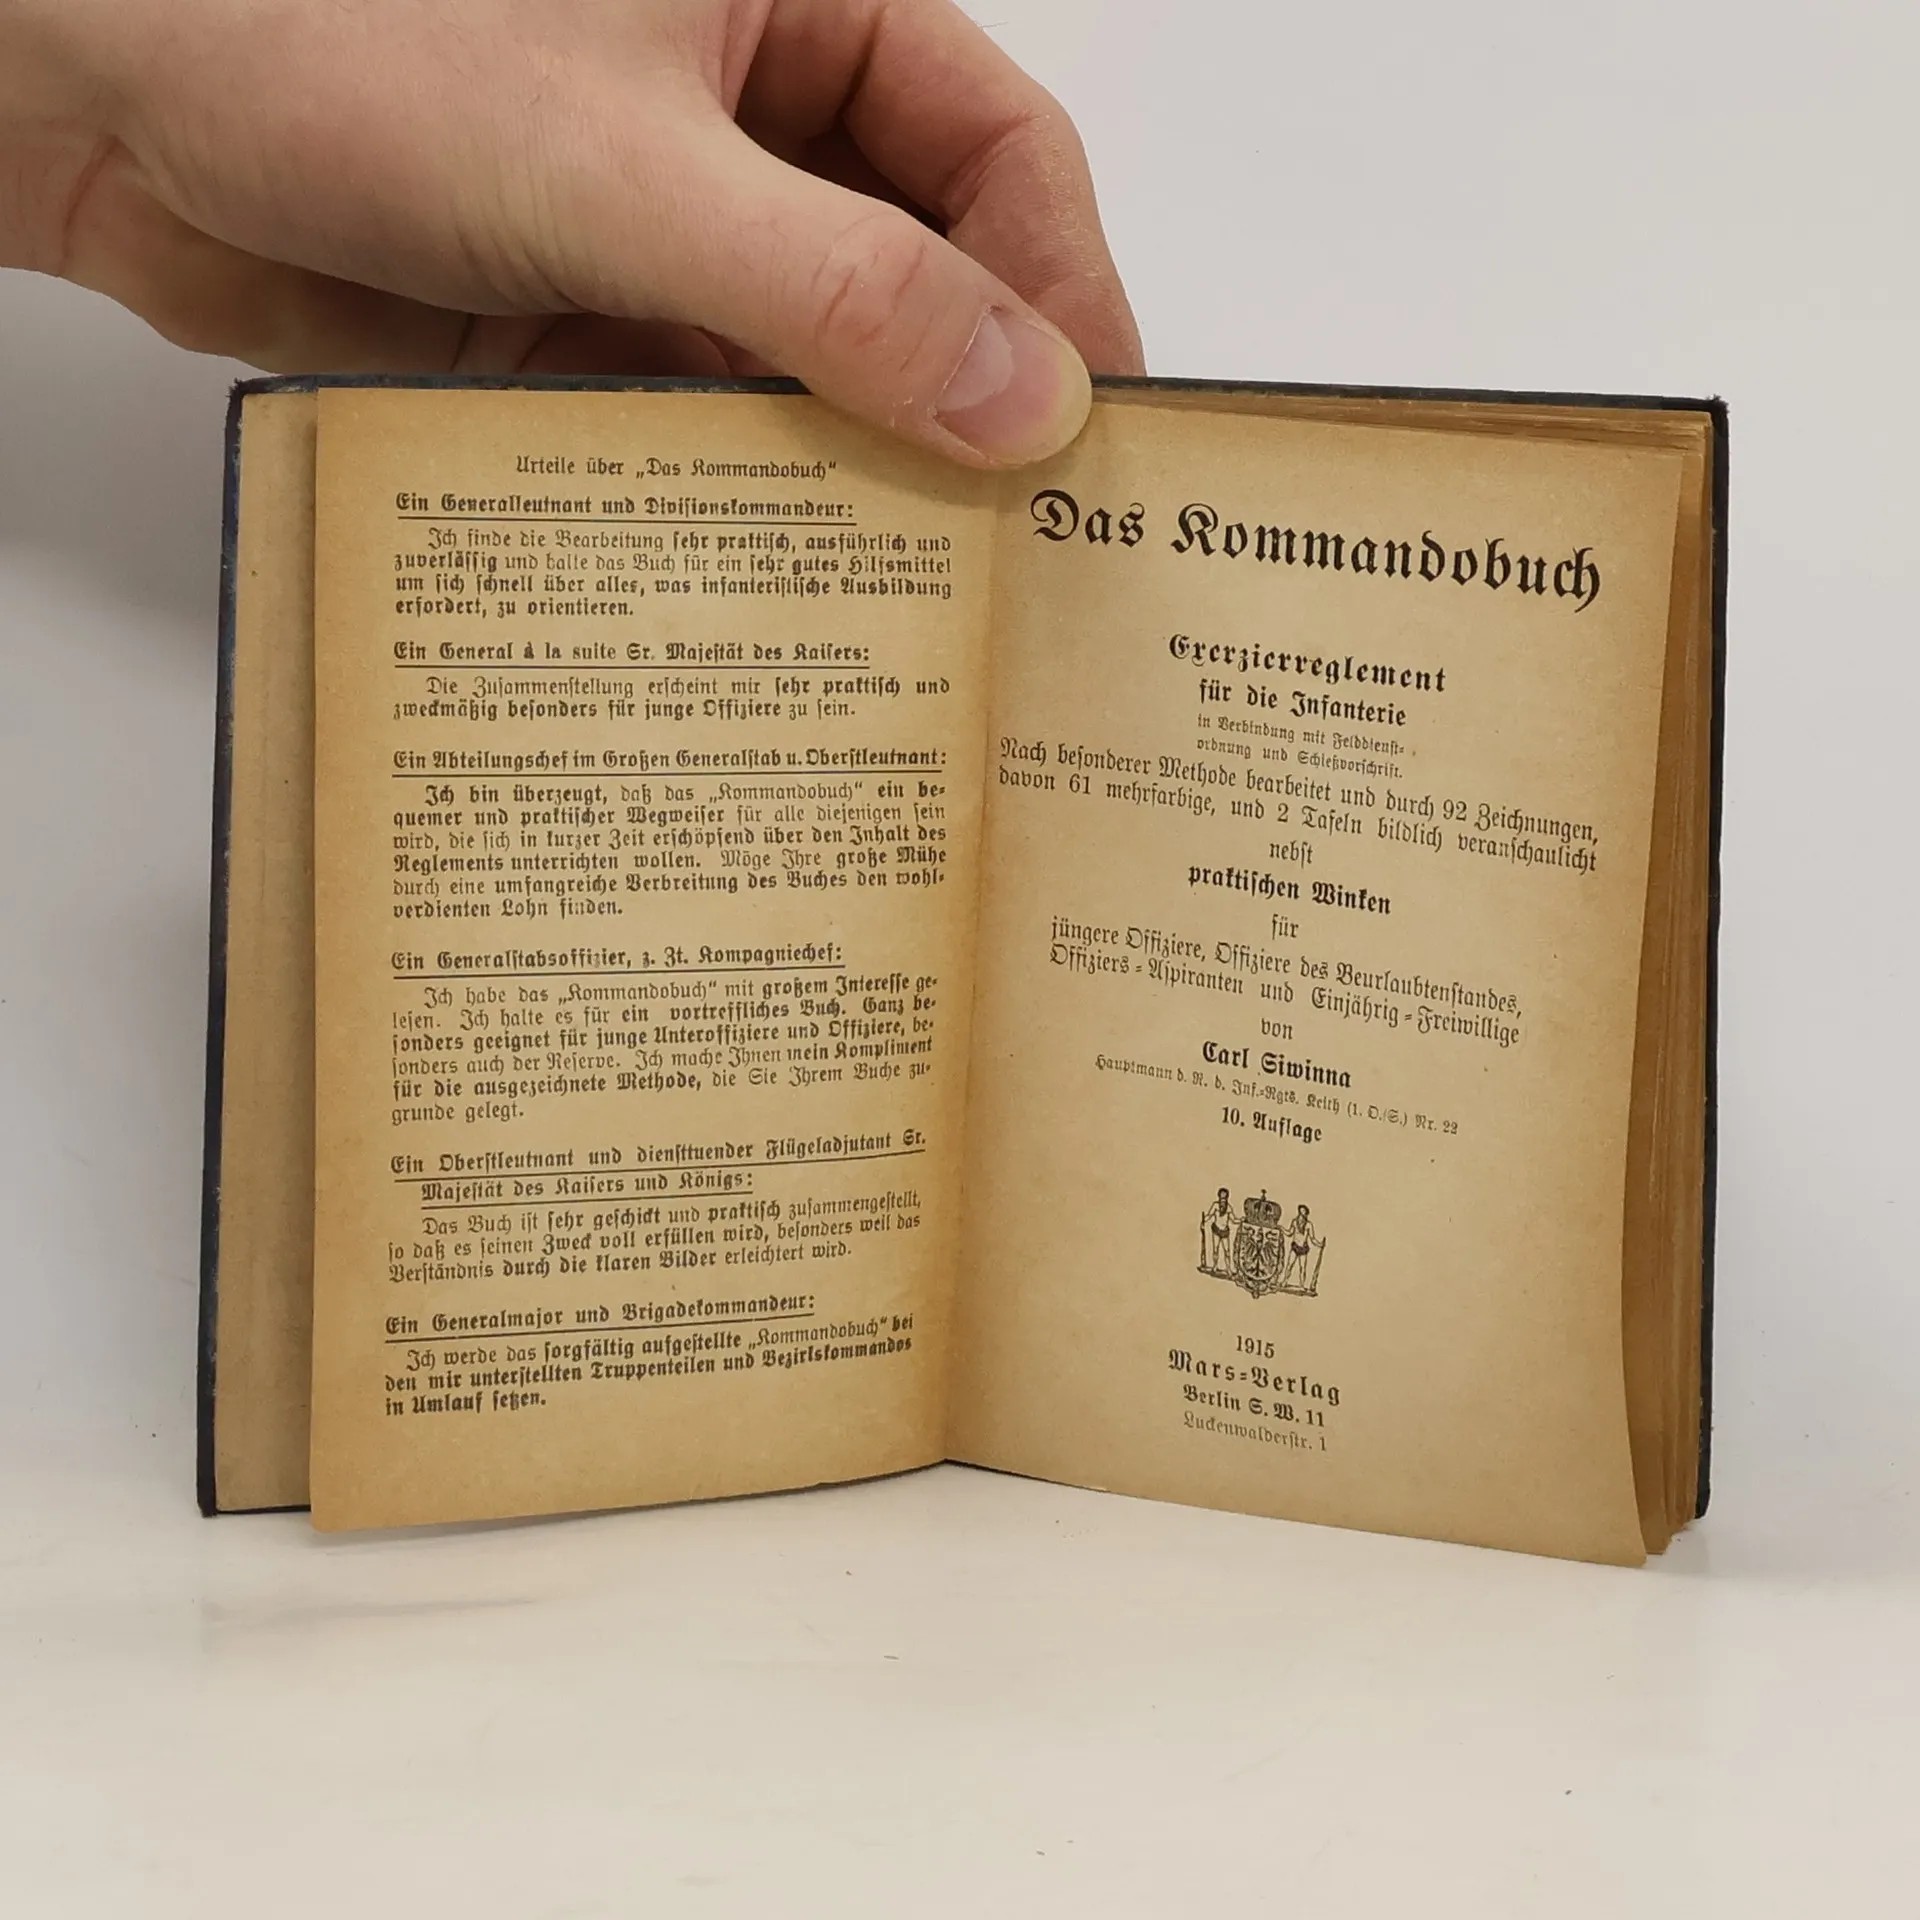 Urteile über „Das Kommandobuch“
Ein Generalleutnant und Divisionskommandeur:
Ich finde die Bearbeitung sehr praktisch, ausführlich und
zuverlässig und halte das Buch für ein sehr gutes Hilfsmittel
um sich schnell über alles, was infanteristische Ausbildung
erfordert, zu orientieren.
Ein General à la suite Sr. Majestät des Kaisers:
Die Zusammenstellung erscheint mir sehr praktisch und
zweckmäßig besonders für junge Offiziere zu sein.
Ein Abteilungschef im Großen Generalstab u. Oberstleutnant:
Ich bin überzeugt, daß das „Kommandobuch“ ein be-
quemer und praktischer Wegweiser für alle diejenigen sein
wird, die sich in kurzer Zeit erschöpfend über den Inhalt des
Reglements unterrichten wollen. Möge Ihre große Mühe
durch eine umfangreiche Verbreitung des Buches den wohl-
verdienten Lohn finden.
Ein Generalstabsoffizier, z. Zt. Kompagniechef:
Ich habe das „Kommandobuch“ mit großem Interesse ge-
lesen. Ich halte es für ein vortreffliches Buch. Ganz be-
sonders geeignet für junge Unteroffiziere und Offiziere, be-
sonders auch der Reserve. Ich mache Ihnen mein Kompliment
für die ausgezeichnete Methode, die Sie Ihrem Buche zu-
grunde gelegt.
Ein Oberstleutnant und diensttuender Flügeladjutant Sr.
Majestät des Kaisers und Königs:
Das Buch ist sehr geschickt und praktisch zusammengestellt,
so daß es seinen Zweck voll erfüllen wird, besonders weil das
Verständnis durch die klaren Bilder erleichtert wird.
Ein Generalmajor und Brigadekommandeur:
Ich werde das sorgfältig aufgestellte „Kommandobuch“ bei
den mir unterstellten Truppenteilen und Bezirkskommandos
in Umlauf setzen.
Das Kommandobuch
Exerzierreglement
für die Infanterie
in Verbindung mit Felddienst-
ordnung und Schießvorschrift.
Nach besonderer Methode bearbeitet und durch 92 Zeichnungen,
davon 61 mehrfarbige, und 2 Tafeln bildlich veranschaulicht
nebst
praktischen Winken
für
jüngere Offiziere, Offiziere des Beurlaubtenstandes,
Offiziers-Aspiranten und Einjährig-Freiwillige
von
Carl Siwinna
Hauptmann d. R. d. Inf.-Rgts. Keith (1. O./S.) Nr. 22
10. Auflage
1915
Mars-Verlag
Berlin S. W. 11
Luckenwalderstr. 1